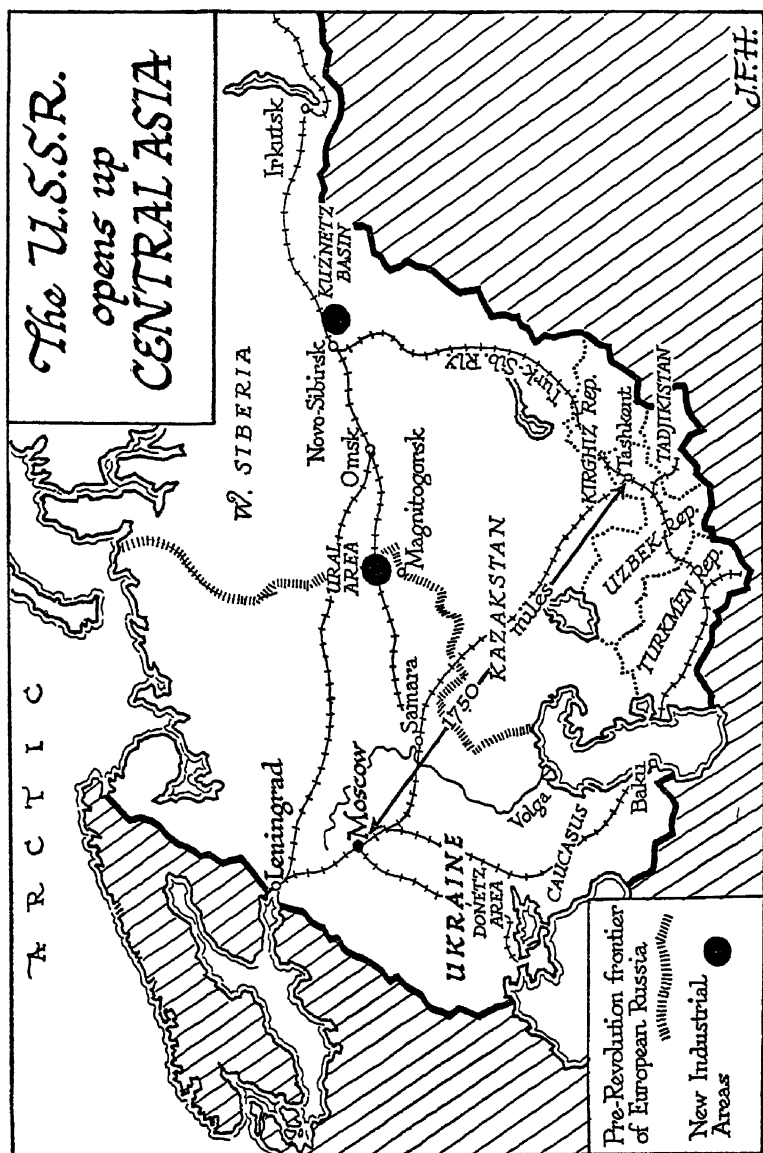 The U.S.S.R.
opens up
CENTRAL ASIA
ARCTIC
W. SIBERIA
Irkutsk
KUZNETZ
BASIN
Novo-Sibirsk
Omsk
Turk. Sib. RLY.
URAL
AREA
Magnitogonsk
Leningrad
Moscow
Samara
1750 miles
KAZAKSTAN
KIRGHIZ Rep.
Tashkent
TADJIKISTAN
UZBEK Rep.
TURKMEN Rep.
UKRAINE
DONETZ
AREA
Volga
CAUCASUS
Baku
Pre-Revolution frontier
of European Russia
New Industrial
Areas
J.F.H.